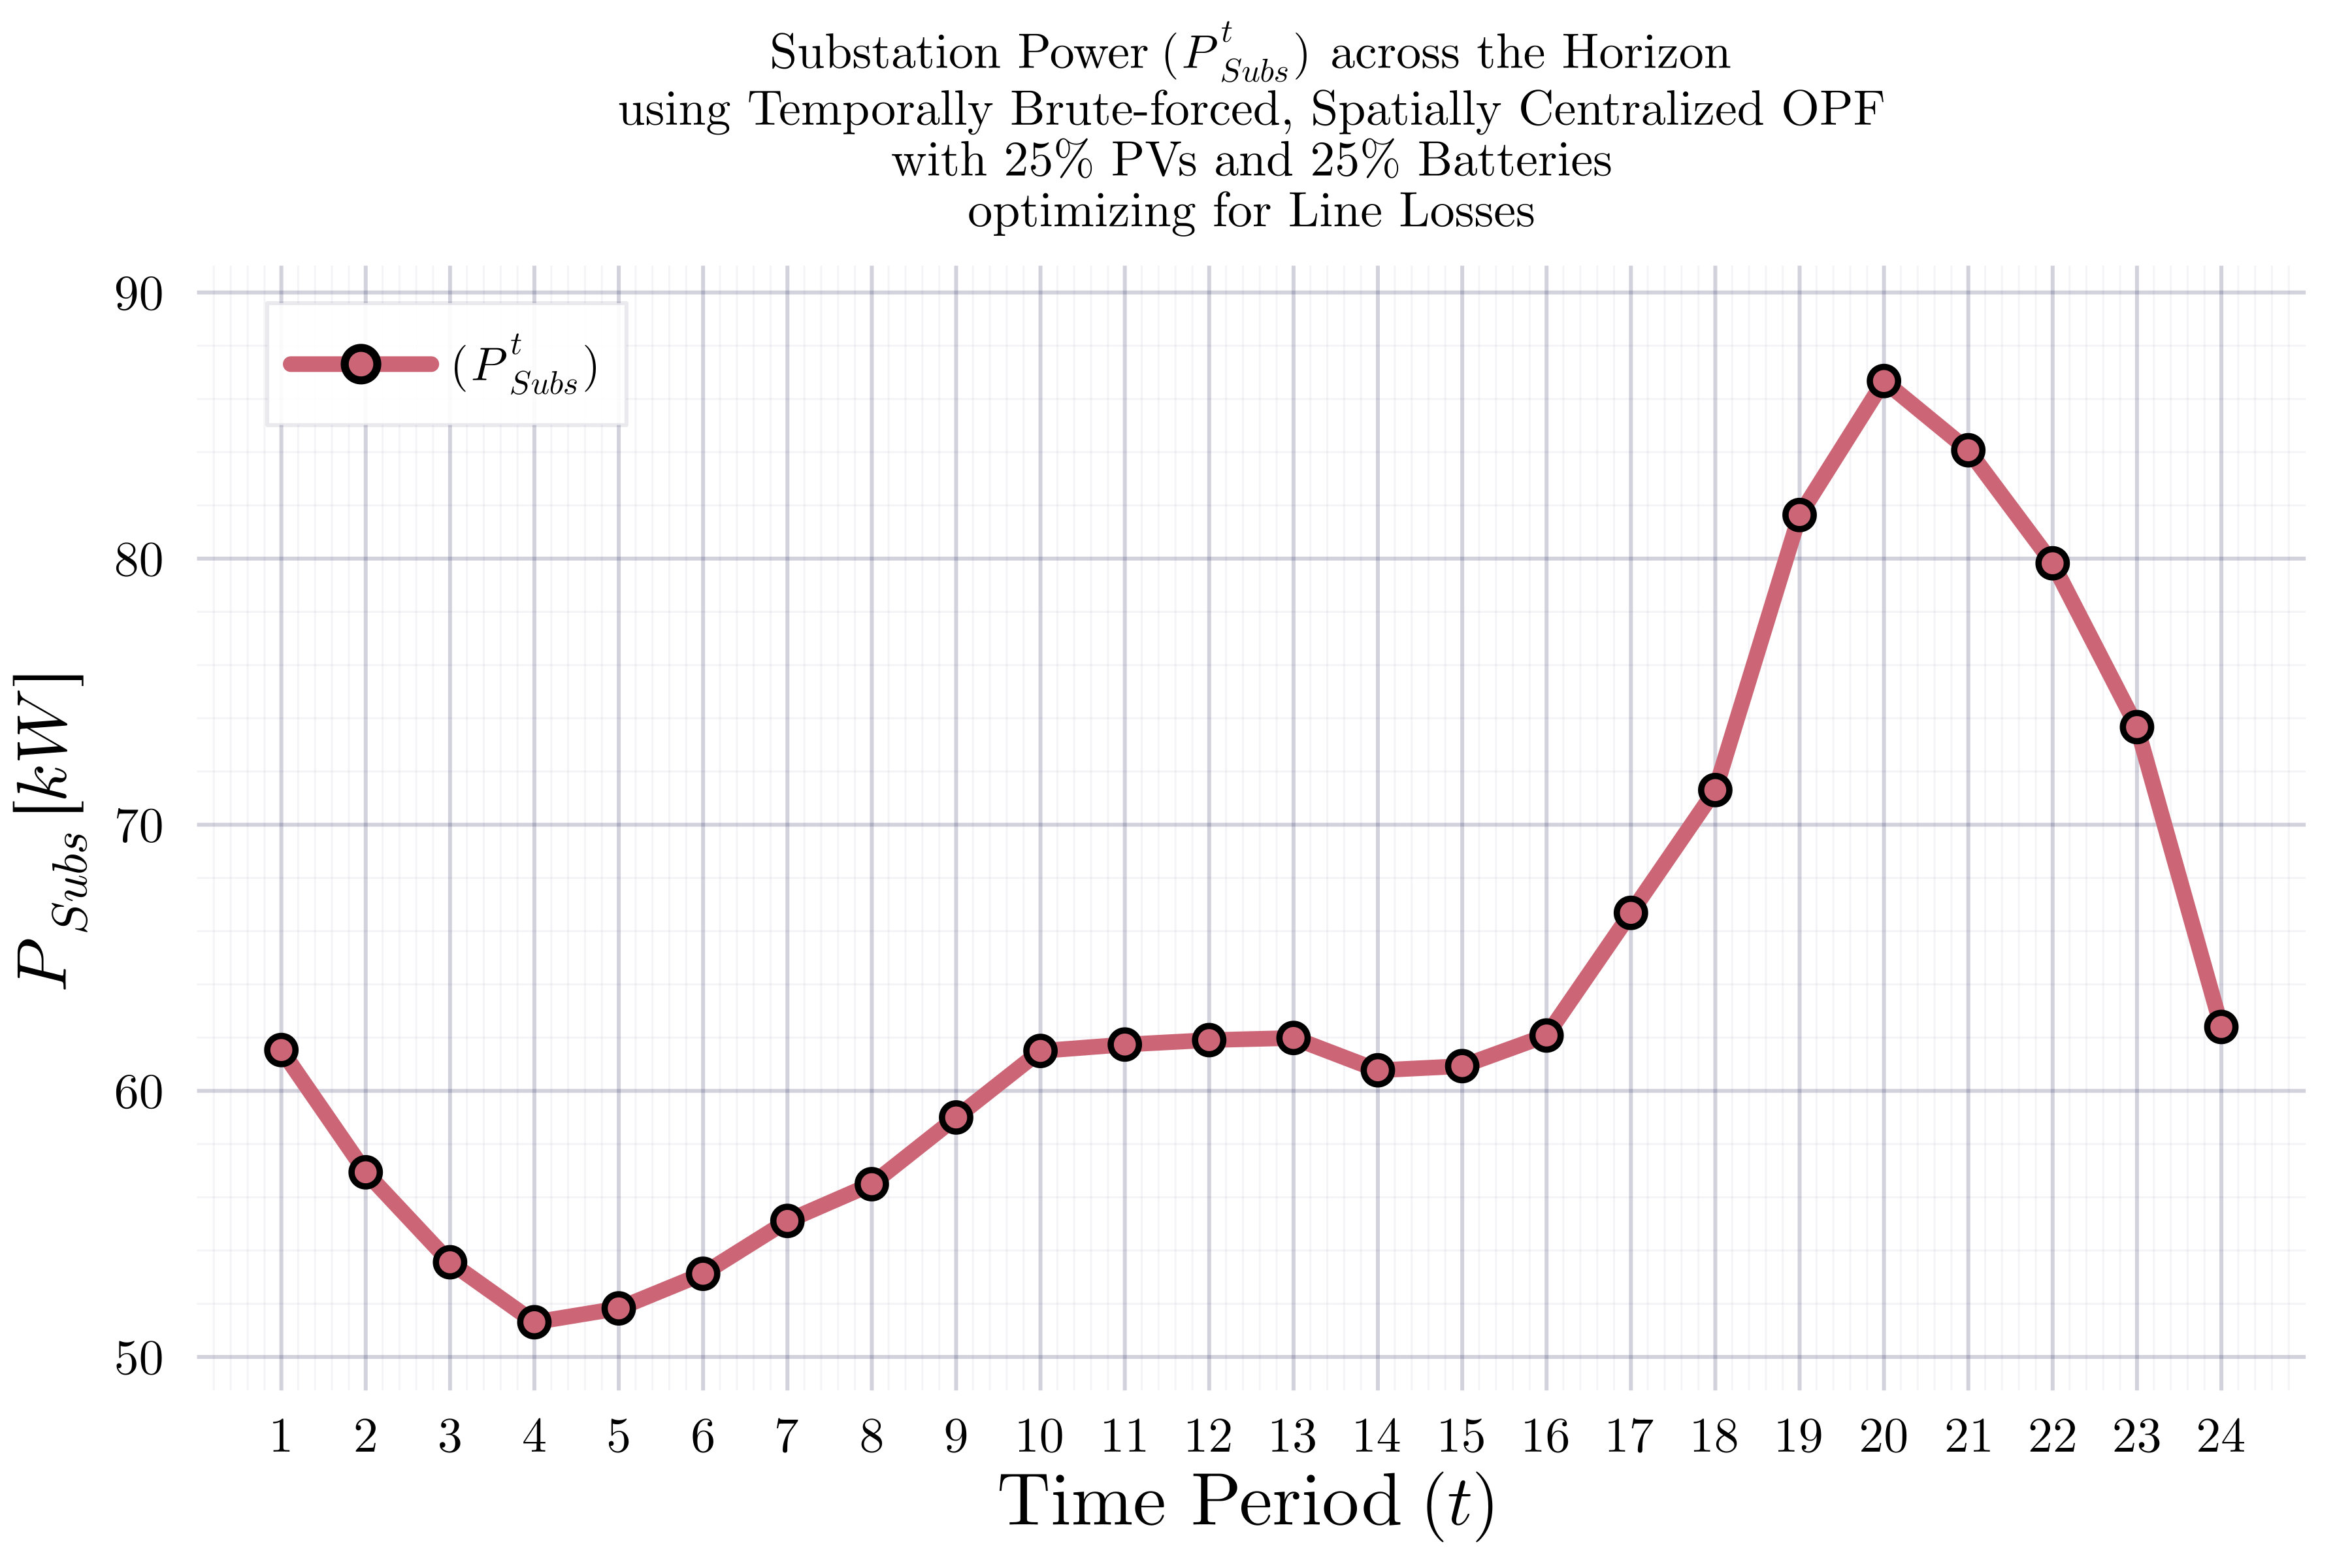 Substation Power (P^t_Subs) across the Horizon
using Temporally Brute-forced, Spatially Centralized OPF
with 25% PVs and 25% Batteries
optimizing for Line Losses
(P^t_Subs)
P_Subs [kW]
90
80
70
60
50
1 2 3 4 5 6 7 8 9 10 11 12 13 14 15 16 17 18 19 20 21 22 23 24
Time Period (t)